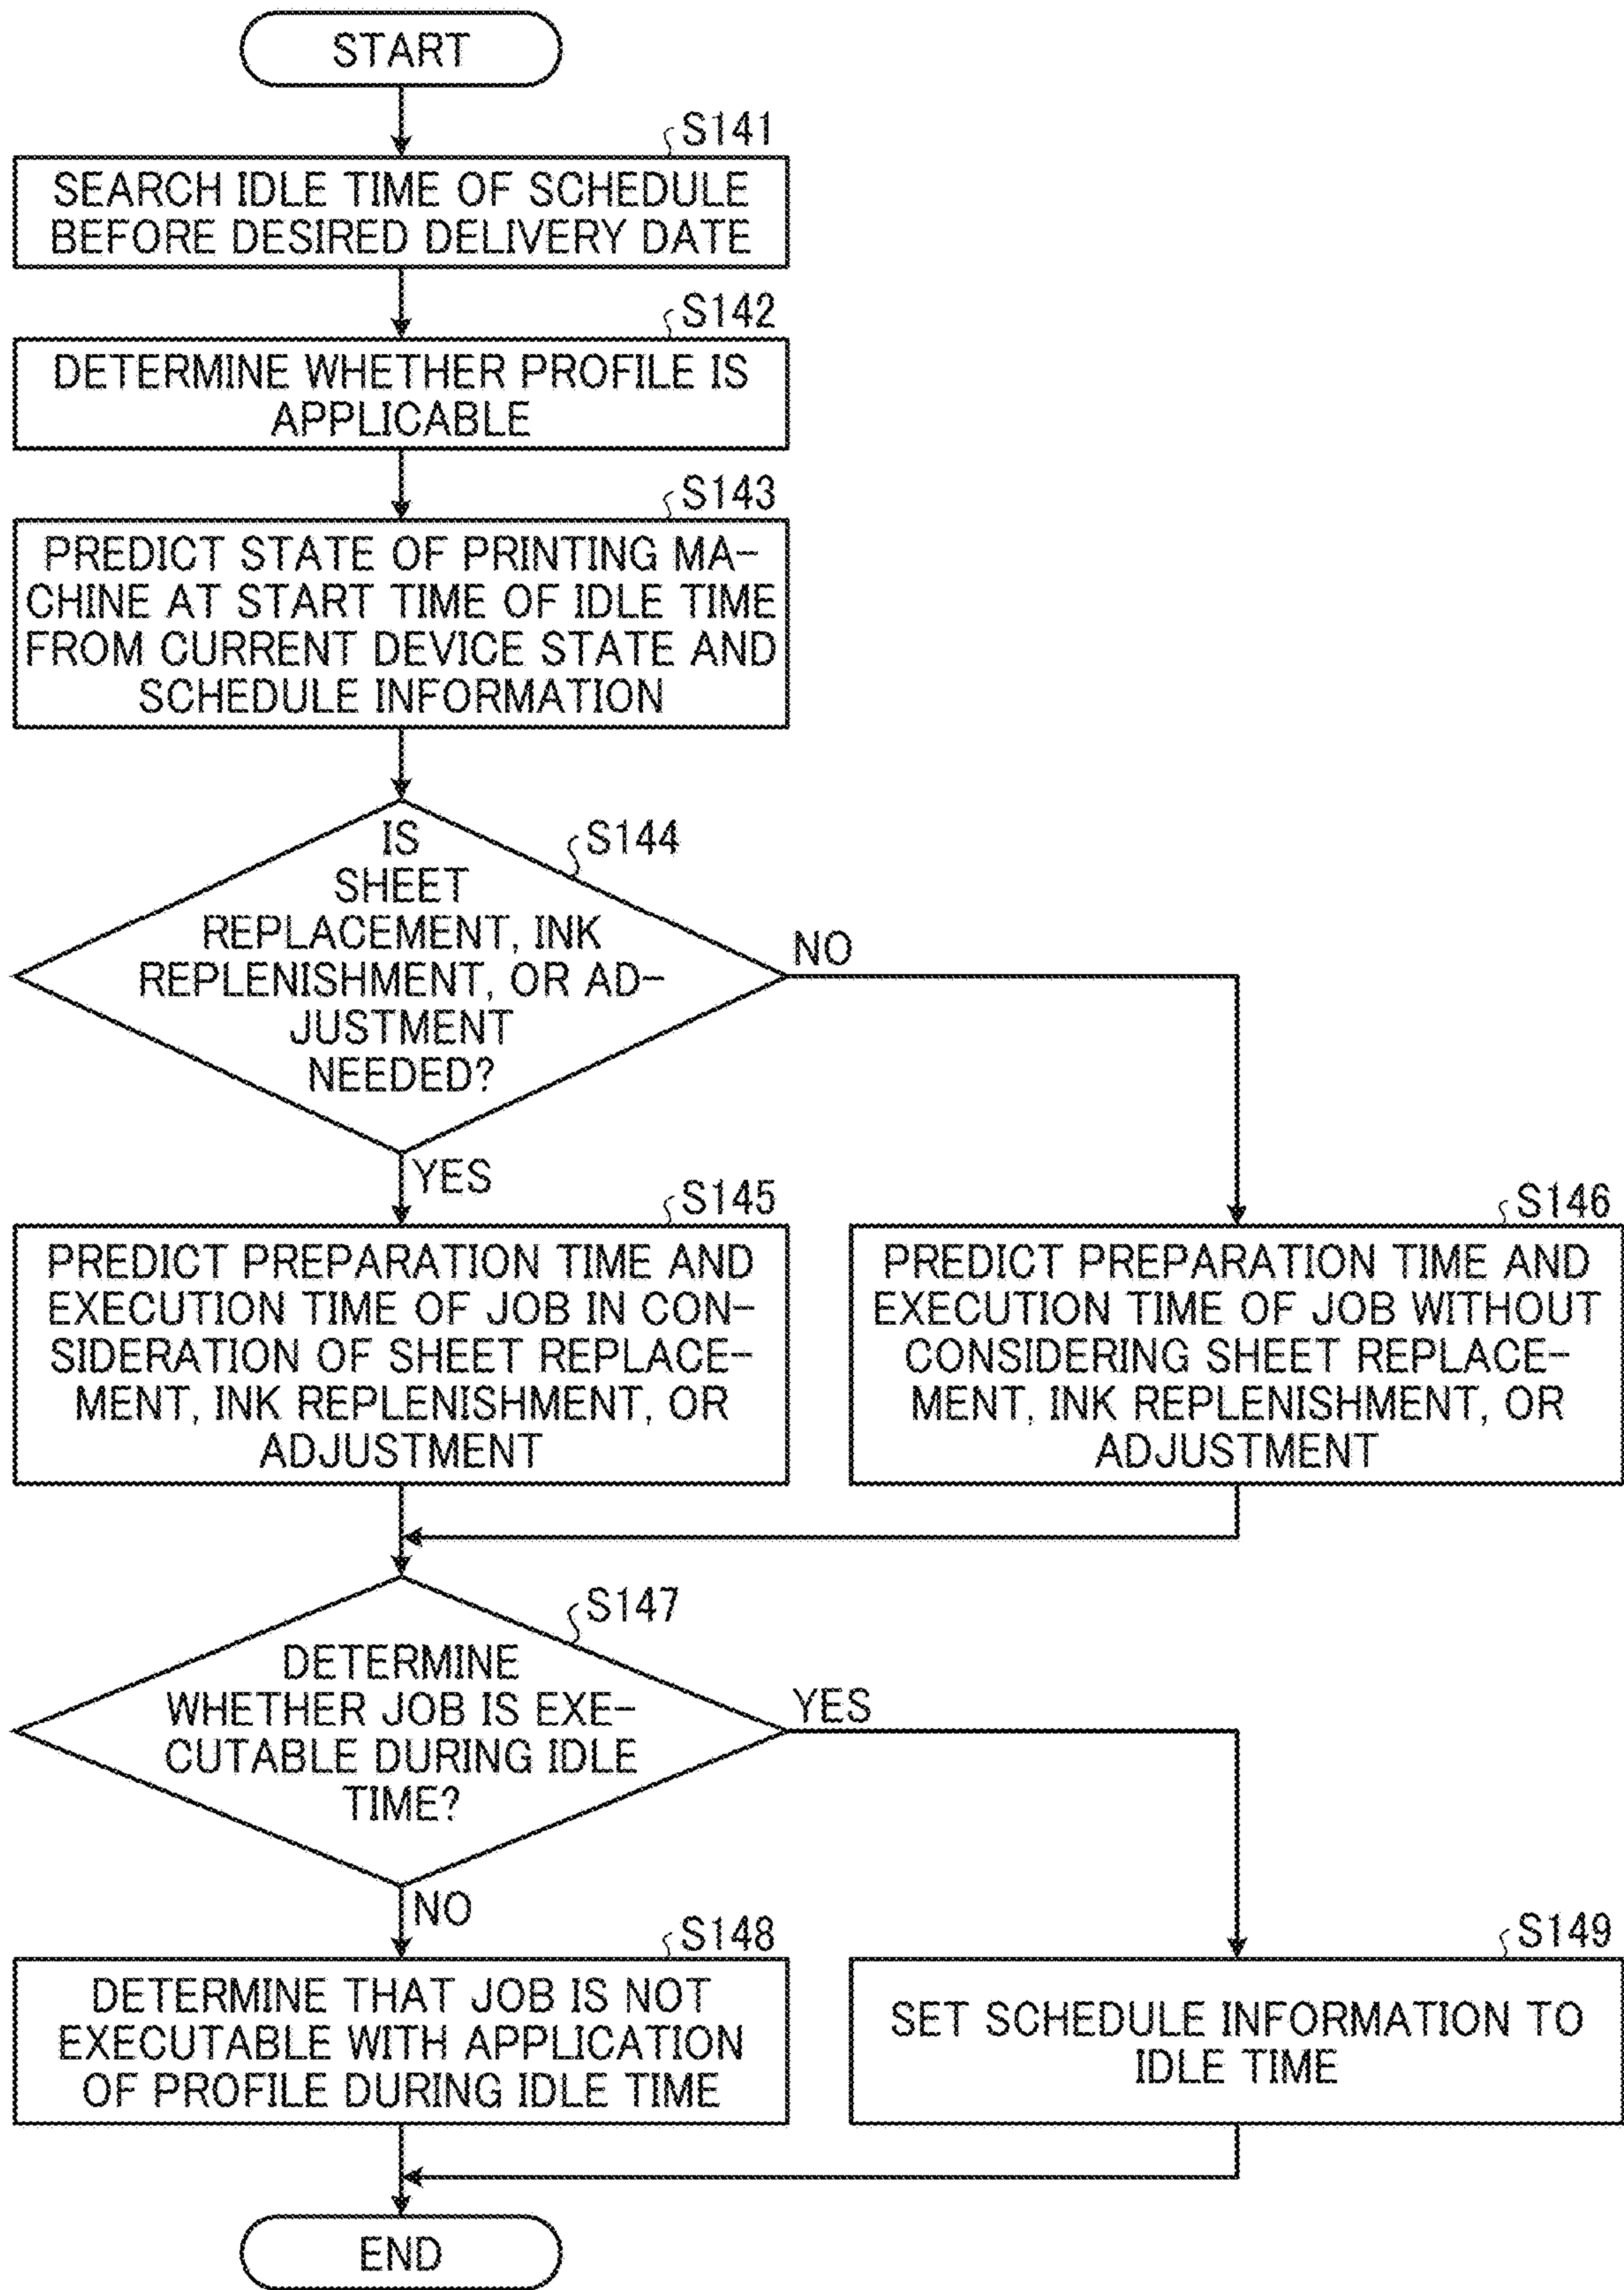 START
S141
SEARCH IDLE TIME OF SCHEDULE
BEFORE DESIRED DELIVERY DATE
S142
DETERMINE WHETHER PROFILE IS
APPLICABLE
S143
PREDICT STATE OF PRINTING MA-
CHINE AT START TIME OF IDLE TIME
FROM CURRENT DEVICE STATE AND
SCHEDULE INFORMATION
S144
IS
SHEET
REPLACEMENT, INK
REPLENISHMENT, OR AD-
JUSTMENT
NEEDED?
NO
YES
S145
PREDICT PREPARATION TIME AND
EXECUTION TIME OF JOB IN CON-
SIDERATION OF SHEET REPLACE-
MENT, INK REPLENISHMENT, OR
ADJUSTMENT
S146
PREDICT PREPARATION TIME AND
EXECUTION TIME OF JOB WITHOUT
CONSIDERING SHEET REPLACE-
MENT, INK REPLENISHMENT, OR
ADJUSTMENT
S147
DETERMINE
WHETHER JOB IS EXE-
CUTABLE DURING IDLE
TIME?
YES
NO
S148
DETERMINE THAT JOB IS NOT
EXECUTABLE WITH APPLICATION
OF PROFILE DURING IDLE TIME
S149
SET SCHEDULE INFORMATION TO
IDLE TIME
END